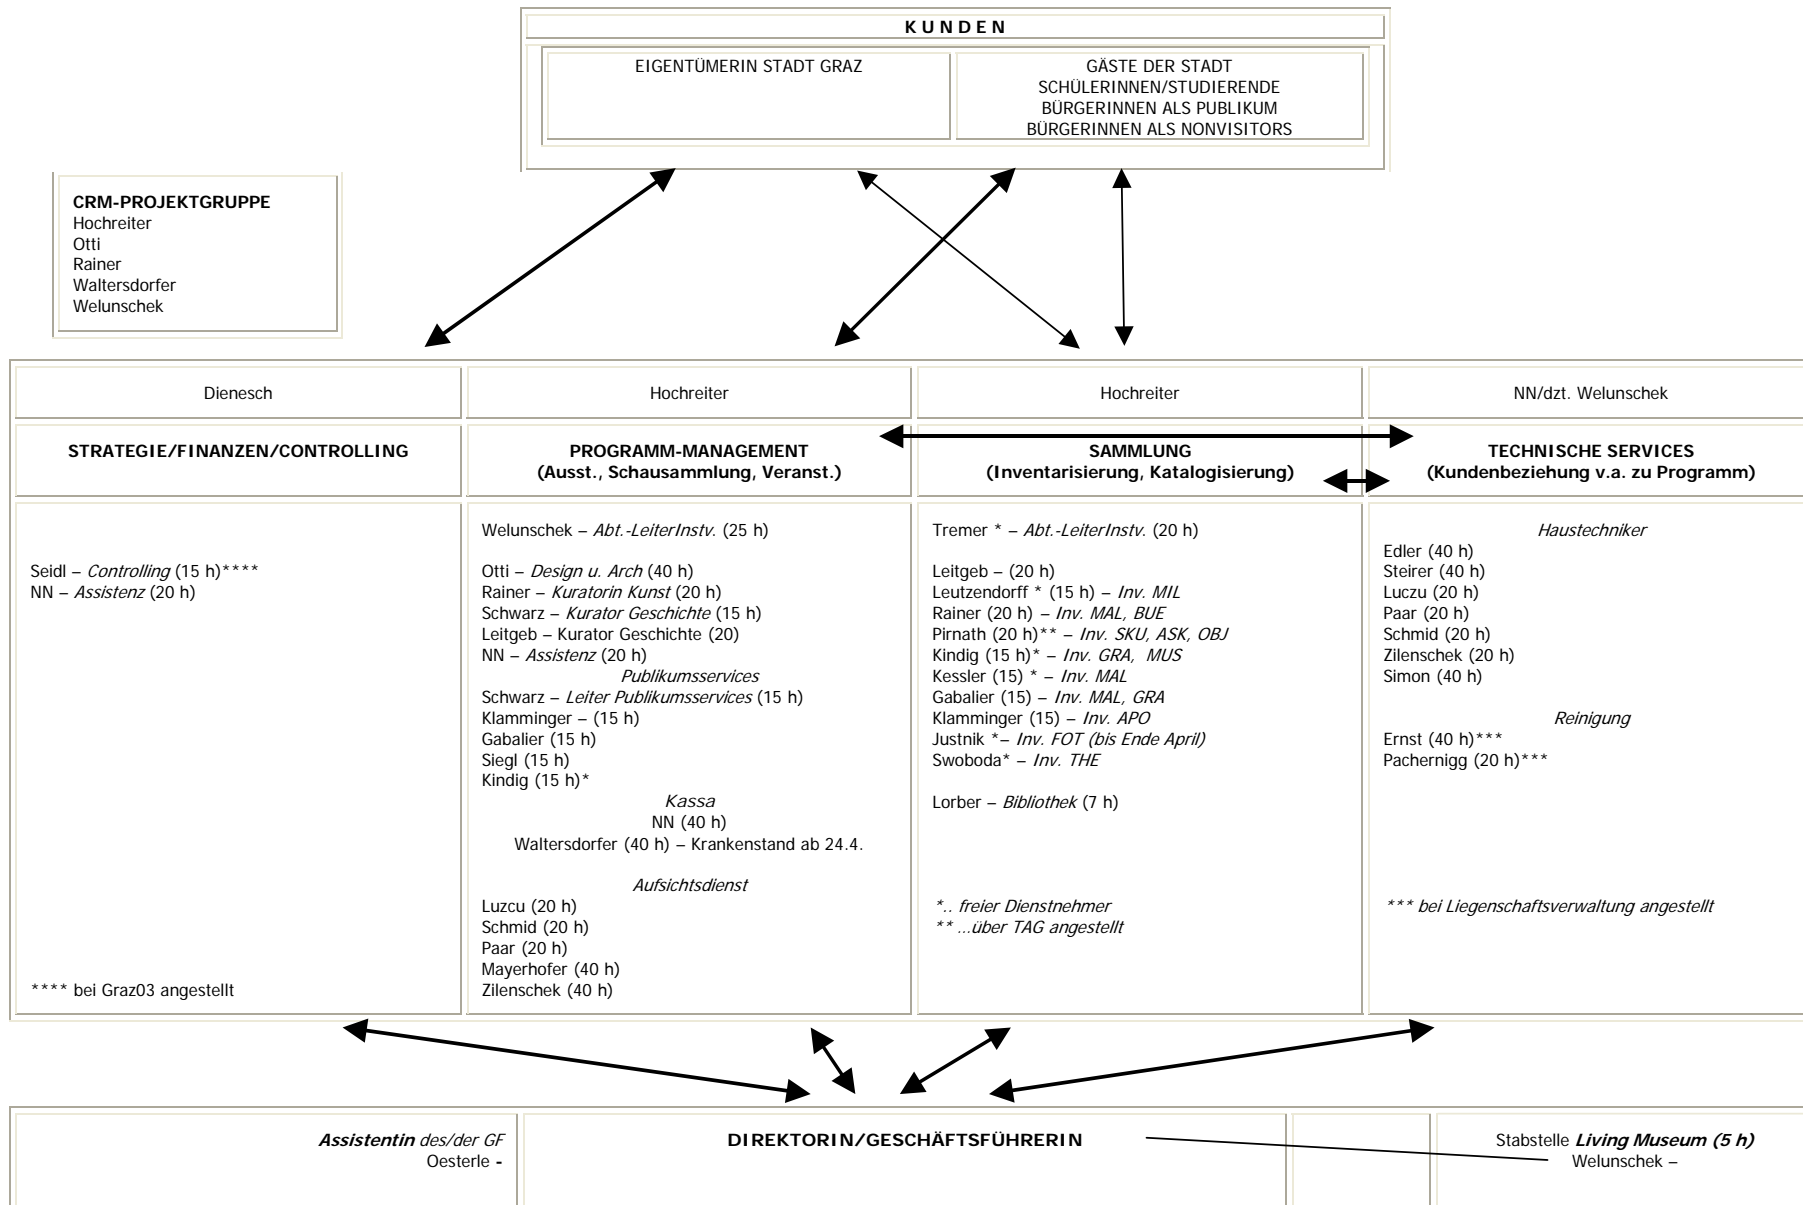 KUNDEN
EIGENTÜMERIN STADT GRAZ
GÄSTE DER STADT
SCHÜLERINNEN/STUDIERENDE
BÜRGERINNEN ALS PUBLIKUM
BÜRGERINNEN ALS NONVISITORS
CRM-PROJEKTGRUPPE
Hochreiter
Otti
Rainer
Waltersdorfer
Welunschek
Dienesch
STRATEGIE/FINANZEN/CONTROLLING
Seidl – Controlling (15 h)****
NN – Assistenz (20 h)
**** bei Graz03 angestellt
Hochreiter
PROGRAMM-MANAGEMENT
(Ausst., Schausammlung, Veranst.)
Welunschek – Abt.-LeiterInstv. (25 h)
Otti – Design u. Arch (40 h)
Rainer – Kuratorin Kunst (20 h)
Schwarz – Kurator Geschichte (15 h)
Leitgeb – Kurator Geschichte (20)
NN – Assistenz (20 h)
Publikumsservices
Schwarz – Leiter Publikumsservices (15 h)
Klamminger – (15 h)
Gabalier (15 h)
Siegl (15 h)
Kindig (15 h)*
Kassa
NN (40 h)
Waltersdorfer (40 h) – Krankenstand ab 24.4.
Aufsichtsdienst
Luzcu (20 h)
Schmid (20 h)
Paar (20 h)
Mayerhofer (40 h)
Zilenschek (40 h)
Hochreiter
SAMMLUNG
(Inventarisierung, Katalogisierung)
Tremer * – Abt.-LeiterInstv. (20 h)
Leitgeb – (20 h)
Leutzendorff * (15 h) – Inv. MIL
Rainer (20 h) – Inv. MAL, BUE
Pirnath (20 h)** – Inv. SKU, ASK, OBJ
Kindig (15 h)* – Inv. GRA, MUS
Kessler (15) * – Inv. MAL
Gabalier (15) – Inv. MAL, GRA
Klamminger (15) – Inv. APO
Justnik *– Inv. FOT (bis Ende April)
Swoboda* – Inv. THE
Lorber – Bibliothek (7 h)
*.. freier Dienstnehmer
** ...über TAG angestellt
NN/dzt. Welunschek
TECHNISCHE SERVICES
(Kundenbeziehung v.a. zu Programm)
Haustechniker
Edler (40 h)
Steirer (40 h)
Luczu (20 h)
Paar (20 h)
Schmid (20 h)
Zilenschek (20 h)
Simon (40 h)
Reinigung
Ernst (40 h)***
Pachernigg (20 h)***
*** bei Liegenschaftsverwaltung angestellt
Assistentin des/der GF
Oesterle -
DIREKTORIN/GESCHÄFTSFÜHRERIN
Stabstelle Living Museum (5 h)
Welunschek –